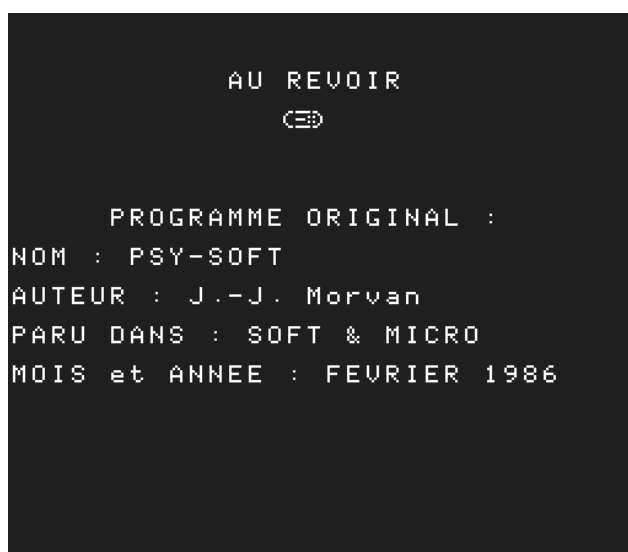 AU REVOIR
PROGRAMME ORIGINAL :
NOM : PSY-SOFT
AUTEUR : J.-J. Morvan
PARU DANS : SOFT & MICRO
MOIS et ANNEE : FEVRIER 1986